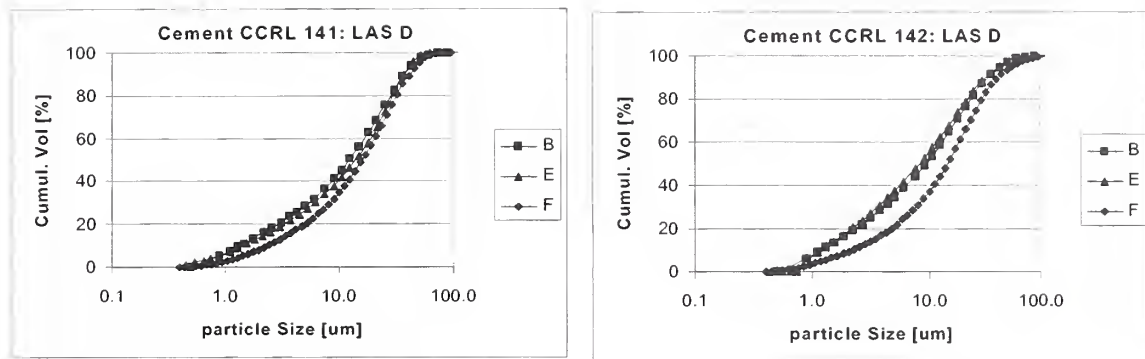 Cement CCRL 141: LAS D
100
80
60
40
20
0
Cumul. Vol [%]
0.1 1.0 10.0 100.0
particle Size [um]
B
E
F
Cement CCRL 142: LAS D
100
80
60
40
20
0
Cumul. Vol [%]
0.1 1.0 10.0 100.0
particle Size [um]
B
E
F